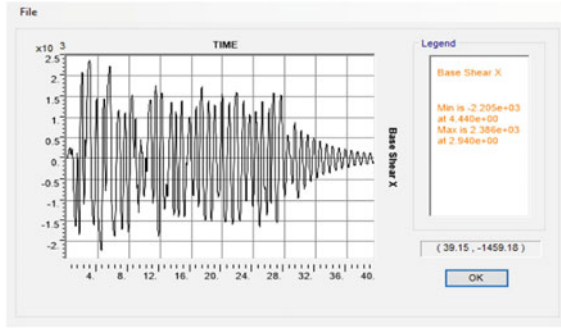 File
TIME
x10 3
2.5
2.
1.5
1.
0.5
0.
-0.5
-1.
-1.5
-2.
4. 8. 12. 16. 20. 24. 28. 32. 36. 40.
Base Shear X
Legend
Base Shear X
Min is -2.205e+03
at 4.440e+00
Max is 2.386e+03
at 2.940e+00
( 39.15 , -1459.18 )
OK